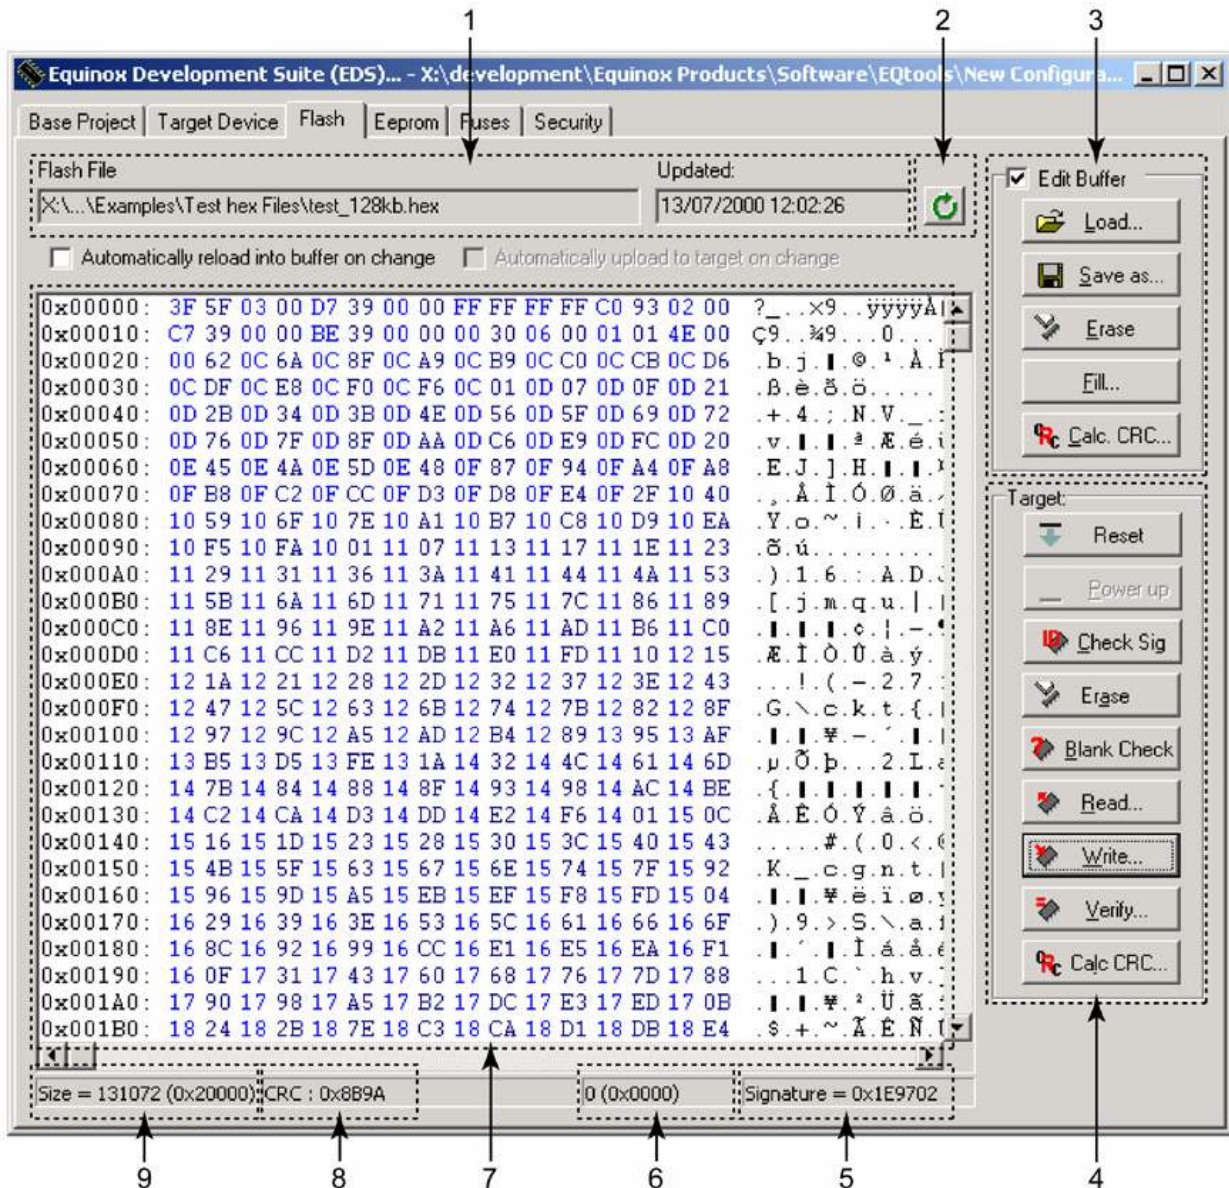 1 2 3
Equinox Development Suite (EDS)... - X:\development\Equinox Products\Software\EQtools\New Configura...
Base Project Target Device Flash Eeprom Fuses Security
Flash File Updated:
X:\...\Examples\Test hex Files\test_128kb.hex 13/07/2000 12:02:26
Automatically reload into buffer on change Automatically upload to target on change
0x00000: 3F 5F 03 00 D7 39 00 00 FF FF FF FF C0 93 02 00 ?_..×9..ÿÿÿÿÀ
0x00010: C7 39 00 00 BE 39 00 00 00 30 06 00 01 01 4E 00 Ç9..¾9...0....
0x00020: 00 62 0C 6A 0C 8F 0C A9 0C B9 0C C0 0C CB 0C D6 .b.j.▮.©.¹.À.
0x00030: 0C DF 0C E8 0C F0 0C F6 0C 01 0D 07 0D 0F 0D 21 .ß.è.ð.ö......
0x00040: 0D 2B 0D 34 0D 3B 0D 4E 0D 56 0D 5F 0D 69 0D 72 .+.4.;.N.V._.
0x00050: 0D 76 0D 7F 0D 8F 0D AA 0D C6 0D E9 0D FC 0D 20 .v.▮.▮.ª.Æ.é.
0x00060: 0E 45 0E 4A 0E 5D 0E 48 0F 87 0F 94 0F A4 0F A8 .E.J.].H.▮.▮.
0x00070: 0F B8 0F C2 0F CC 0F D3 0F D8 0F E4 0F 2F 10 40 .¸.Â.Ì.Ó.Ø.ä.
0x00080: 10 59 10 6F 10 7E 10 A1 10 B7 10 C8 10 D9 10 EA .Y.o.~.¡.·.È.
0x00090: 10 F5 10 FA 10 01 11 07 11 13 11 17 11 1E 11 23 .õ.ú..........
0x000A0: 11 29 11 31 11 36 11 3A 11 41 11 44 11 4A 11 53 .).1.6.:.A.D.
0x000B0: 11 5B 11 6A 11 6D 11 71 11 75 11 7C 11 86 11 89 .[.j.m.q.u.|.
0x000C0: 11 8E 11 96 11 9E 11 A2 11 A6 11 AD 11 B6 11 C0 .▮.▮.▮.¢.¦.-.
0x000D0: 11 C6 11 CC 11 D2 11 DB 11 E0 11 FD 11 10 12 15 .Æ.Ì.Ò.Û.à.ý.
0x000E0: 12 1A 12 21 12 28 12 2D 12 32 12 37 12 3E 12 43 ...!.(.-.2.7.
0x000F0: 12 47 12 5C 12 63 12 6B 12 74 12 7B 12 82 12 8F .G.\.c.k.t.{.
0x00100: 12 97 12 9C 12 A5 12 AD 12 B4 12 89 13 95 13 AF .▮.▮.¥.-.´.▮.
0x00110: 13 B5 13 D5 13 FE 13 1A 14 32 14 4C 14 61 14 6D .µ.Õ.þ...2.L.
0x00120: 14 7B 14 84 14 88 14 8F 14 93 14 98 14 AC 14 BE .{.▮.▮.▮.▮.▮.
0x00130: 14 C2 14 CA 14 D3 14 DD 14 E2 14 F6 14 01 15 0C .Â.Ê.Ó.Ý.â.ö.
0x00140: 15 16 15 1D 15 23 15 28 15 30 15 3C 15 40 15 43 .....#.(.0.<.
0x00150: 15 4B 15 5F 15 63 15 67 15 6E 15 74 15 7F 15 92 .K._.c.g.n.t.
0x00160: 15 96 15 9D 15 A5 15 EB 15 EF 15 F8 15 FD 15 04 .▮.▮.¥.ë.ï.ø.
0x00170: 16 29 16 39 16 3E 16 53 16 5C 16 61 16 66 16 6F .).9.>.S.\.a.
0x00180: 16 8C 16 92 16 99 16 CC 16 E1 16 E5 16 EA 16 F1 .▮.▮.▮.Ì.á.å.
0x00190: 16 0F 17 31 17 43 17 60 17 68 17 76 17 7D 17 88 ...1.C.`.h.v.
0x001A0: 17 90 17 98 17 A5 17 B2 17 DC 17 E3 17 ED 17 0B .▮.▮.¥.².Ü.ã.
0x001B0: 18 24 18 2B 18 7E 18 C3 18 CA 18 D1 18 DB 18 E4 .$.+.~.Ã.Ê.Ñ.
Size = 131072 (0x20000) CRC : 0x8B9A 0 (0x0000) Signature = 0x1E9702
Edit Buffer
Load...
Save as...
Erase
Fill...
CRC Calc. CRC...
Target:
Reset
Power up
ID Check Sig
Erase
? Blank Check
Read...
Write...
= Verify...
CRC Calc CRC...
9 8 7 6 5 4